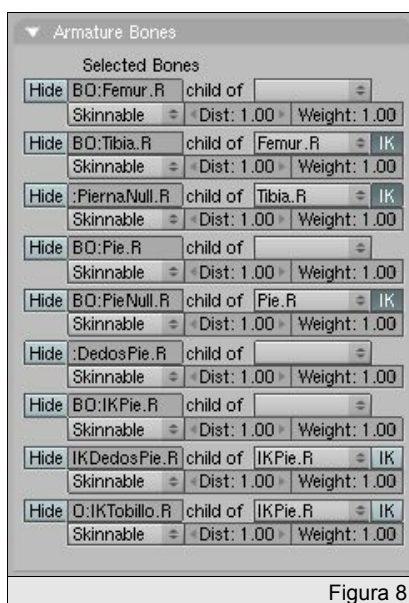 Armature Bones
Selected Bones
Hide BO:Femur.R child of
Skinnable Dist: 1.00 Weight: 1.00
Hide BO:Tibia.R child of Femur.R IK
Skinnable Dist: 1.00 Weight: 1.00
Hide :PiernaNull.R child of Tibia.R IK
Skinnable Dist: 1.00 Weight: 1.00
Hide BO:Pie.R child of
Skinnable Dist: 1.00 Weight: 1.00
Hide BO:PieNull.R child of Pie.R IK
Skinnable Dist: 1.00 Weight: 1.00
Hide :DedosPie.R child of
Skinnable Dist: 1.00 Weight: 1.00
Hide BO:IKPie.R child of
Skinnable Dist: 1.00 Weight: 1.00
Hide IKDedosPie.R child of IKPie.R IK
Skinnable Dist: 1.00 Weight: 1.00
Hide O:IKTobillo.R child of IKPie.R IK
Skinnable Dist: 1.00 Weight: 1.00
Figura 8